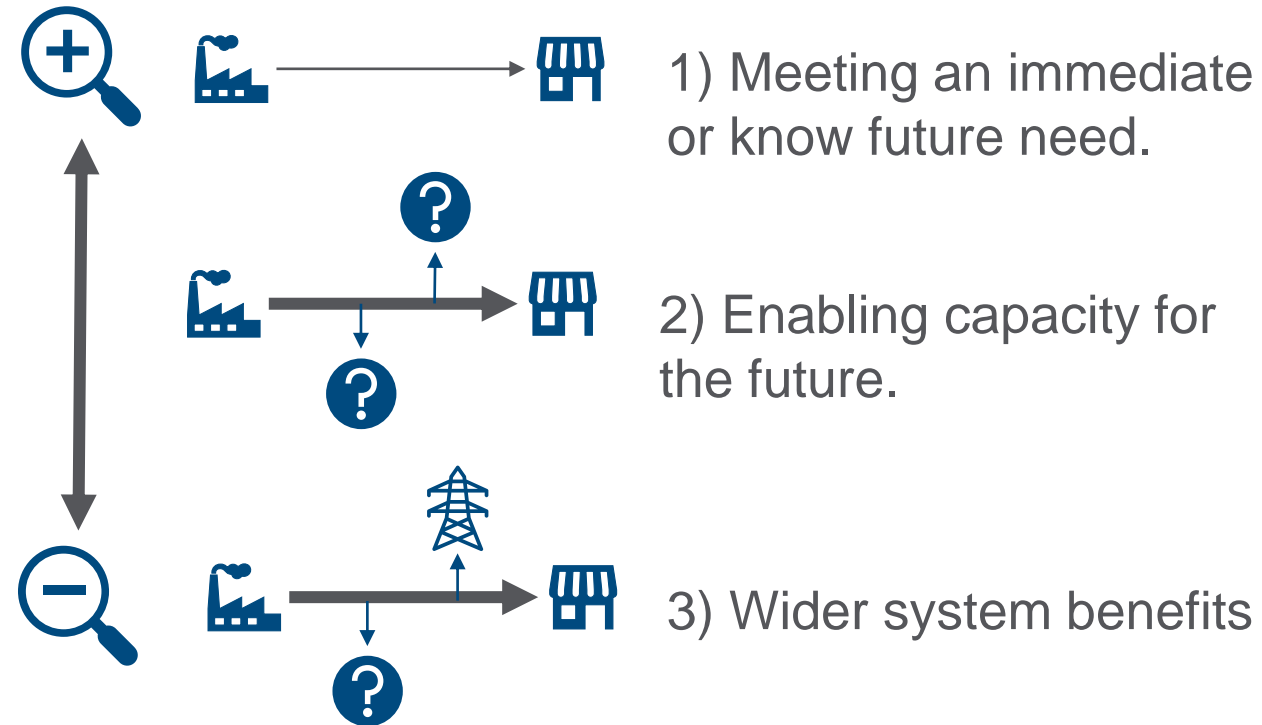 1) Meeting an immediate
or know future need.
?
2) Enabling capacity for
the future.
?
3) Wider system benefits
?